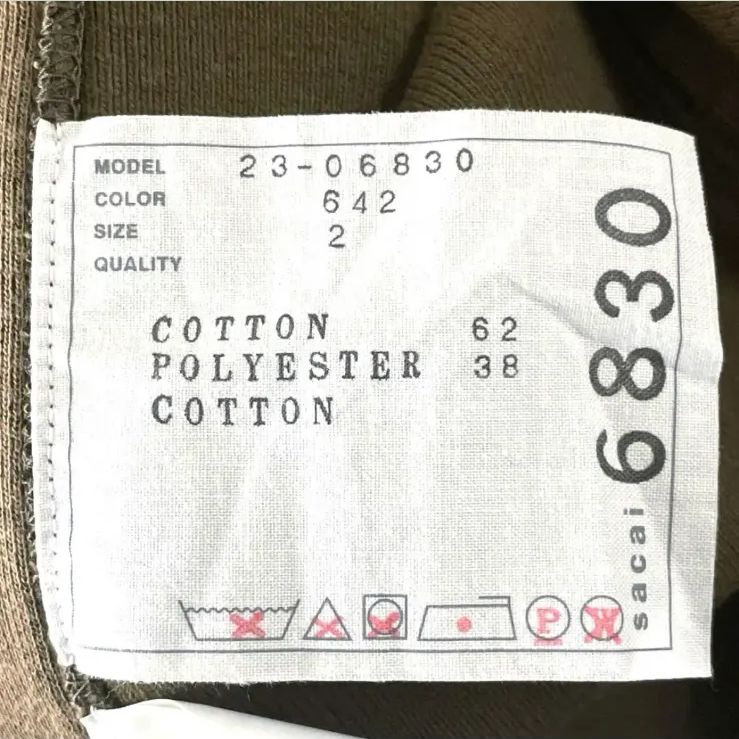 MODEL 23-06830
COLOR 642
SIZE 2
QUALITY
COTTON 62
POLYESTER 38
COTTON
P
W
sacai 6830